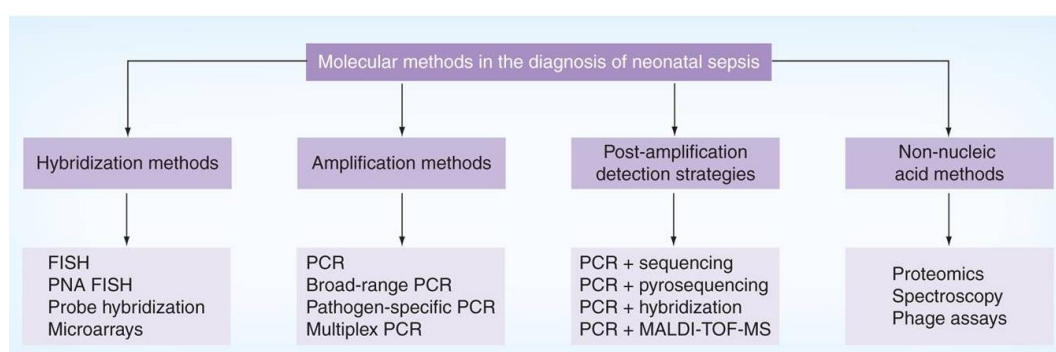 Molecular methods in the diagnosis of neonatal sepsis
Hybridization methods
Amplification methods
Post-amplification
detection strategies
Non-nucleic
acid methods
FISH
PNA FISH
Probe hybridization
Microarrays
PCR
Broad-range PCR
Pathogen-specific PCR
Multiplex PCR
PCR + sequencing
PCR + pyrosequencing
PCR + hybridization
PCR + MALDI-TOF-MS
Proteomics
Spectroscopy
Phage assays